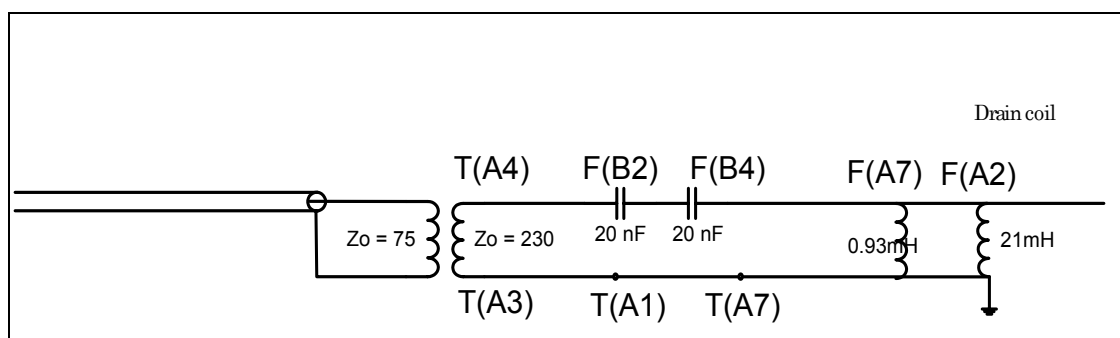 Drain coil
T(A4) F(B2) F(B4) F(A7) F(A2)
Zo = 75 Zo = 230 20 nF 20 nF 0.93mH 21mH
T(A3) T(A1) T(A7)